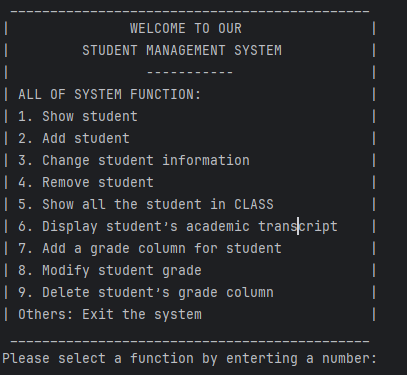 WELCOME TO OUR
STUDENT MANAGEMENT SYSTEM
-----------
ALL OF SYSTEM FUNCTION:
1. Show student
2. Add student
3. Change student information
4. Remove student
5. Show all the student in CLASS
6. Display student's academic transcript
7. Add a grade column for student
8. Modify student grade
9. Delete student's grade column
Others: Exit the system
Please select a function by enterting a number: